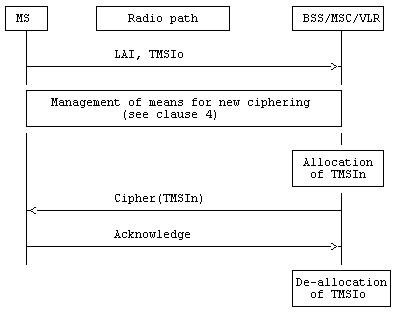 MS
Radio path
BSS/MSC/VLR
LAI, TMSIo
Management of means for new ciphering
(see clause 4)
Allocation
of TMSIn
Cipher(TMSIn)
Acknowledge
De-allocation
of TMSIo